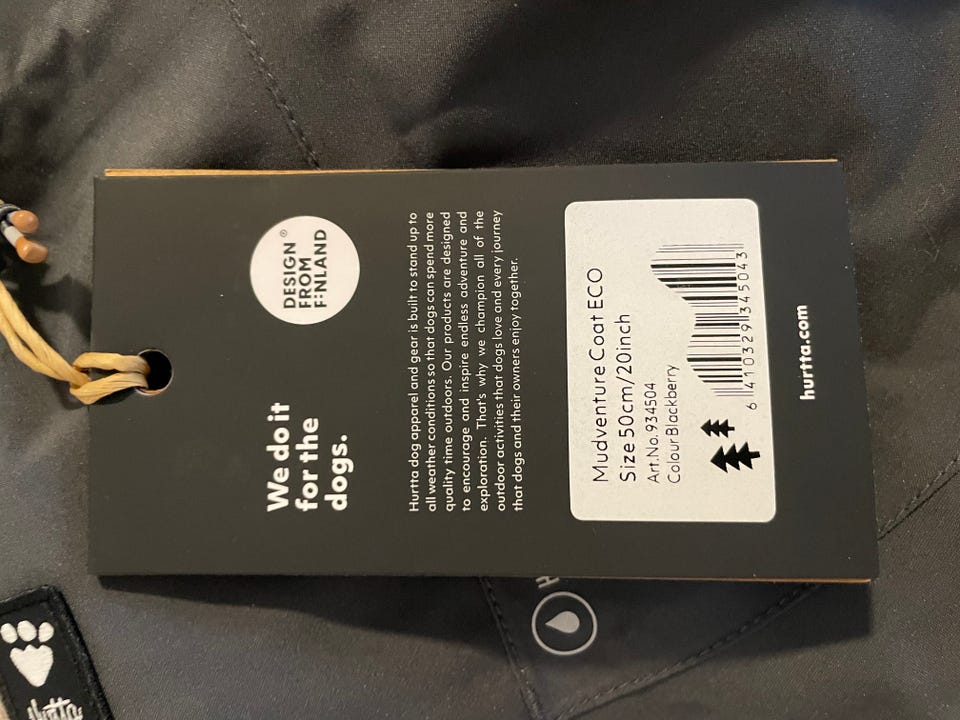 DESIGN®
FROM
FINLAND
We do it
for the
dogs.
Hurtta dog apparel and gear is built to stand up to
all weather conditions so that dogs can spend more
quality time outdoors. Our products are designed
to encourage and inspire endless adventure and
exploration. That's why we champion all of the
outdoor activities that dogs love and every journey
that dogs and their owners enjoy together.
Mudventure Coat ECO
Size 50cm/20inch
Art.No. 934504
Colour Blackberry
6 410329 345043
hurtta.com
Hurtta
H